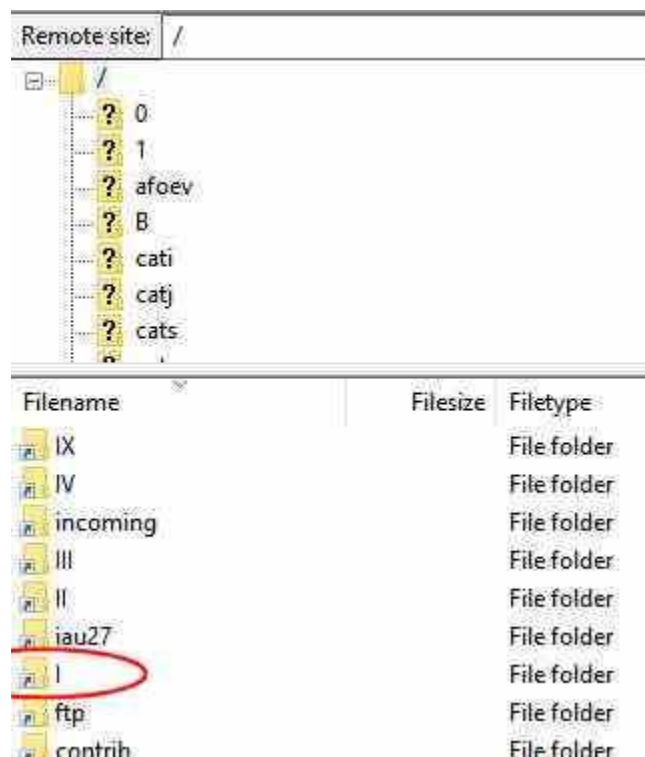 Remote site: /
/
? 0
? 1
? afoev
? B
? cati
? catj
? cats
Filename Filesize Filetype
IX File folder
IV File folder
incoming File folder
III File folder
II File folder
iau27 File folder
I File folder
ftp File folder
contrib File folder